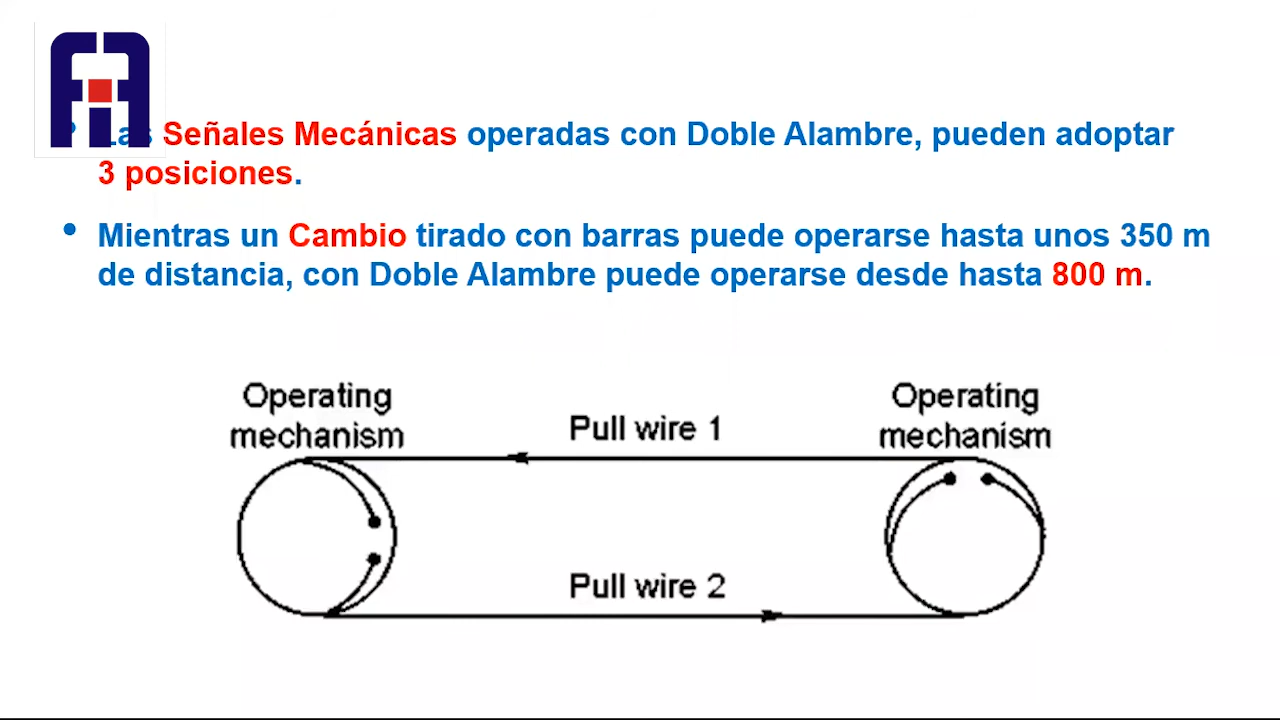 Las Señales Mecánicas operadas con Doble Alambre, pueden adoptar
3 posiciones.
• Mientras un Cambio tirado con barras puede operarse hasta unos 350 m
de distancia, con Doble Alambre puede operarse desde hasta 800 m.
Operating
mechanism
Pull wire 1
Operating
mechanism
Pull wire 2